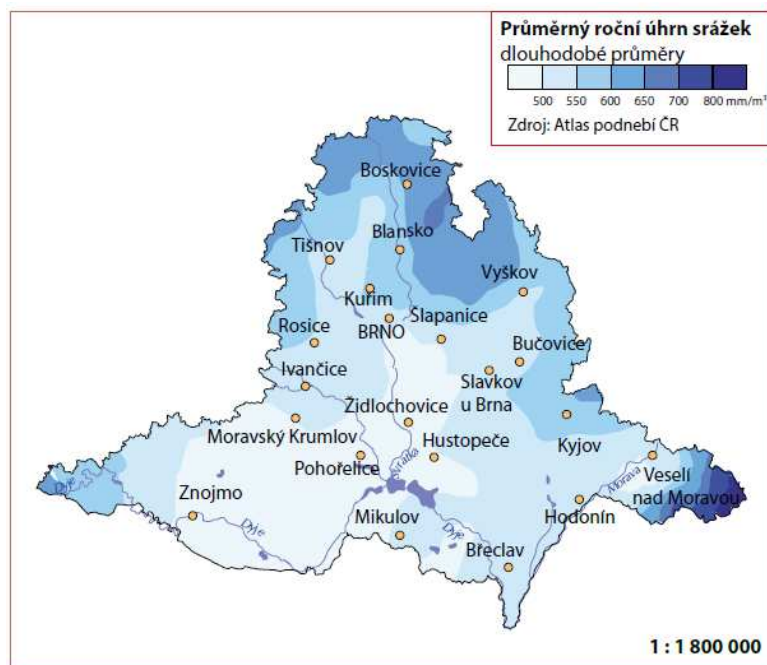 Průměrný roční úhrn srážek
dlouhodobé průměry
500 550 600 650 700 800 mm/m³
Zdroj: Atlas podnebí ČR
Boskovice
Blansko
Tišnov
Vyškov
Kuřim
Šlapanice
Rosice
BRNO
Bučovice
Ivančice
Slavkov
u Brna
Židlochovice
Moravský Krumlov
Hustopeče
Kyjov
Pohořelice
Svratka
Morava
Veselí
nad Moravou
Dyje
Znojmo
Hodonín
Dyje
Mikulov
Dyje
Břeclav
1 : 1 800 000